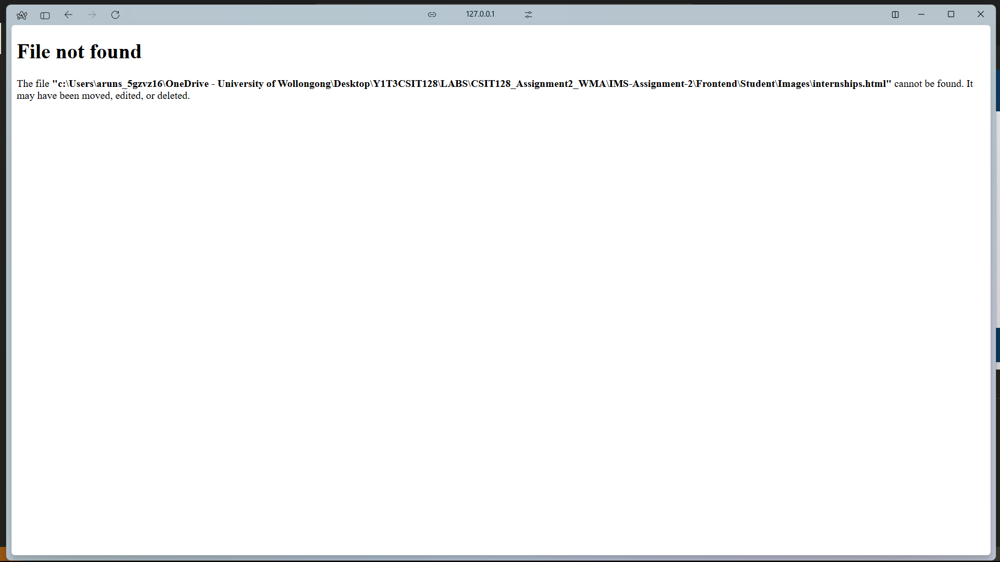 127.0.0.1
File not found
The file "c:\Users\aruns_5gzvz16\OneDrive - University of Wollongong\Desktop\Y1T3CSIT128\LABS\CSIT128_Assignment2_WMA\IMS-Assignment-2\Frontend\Student\Images\internships.html" cannot be found. It
may have been moved, edited, or deleted.